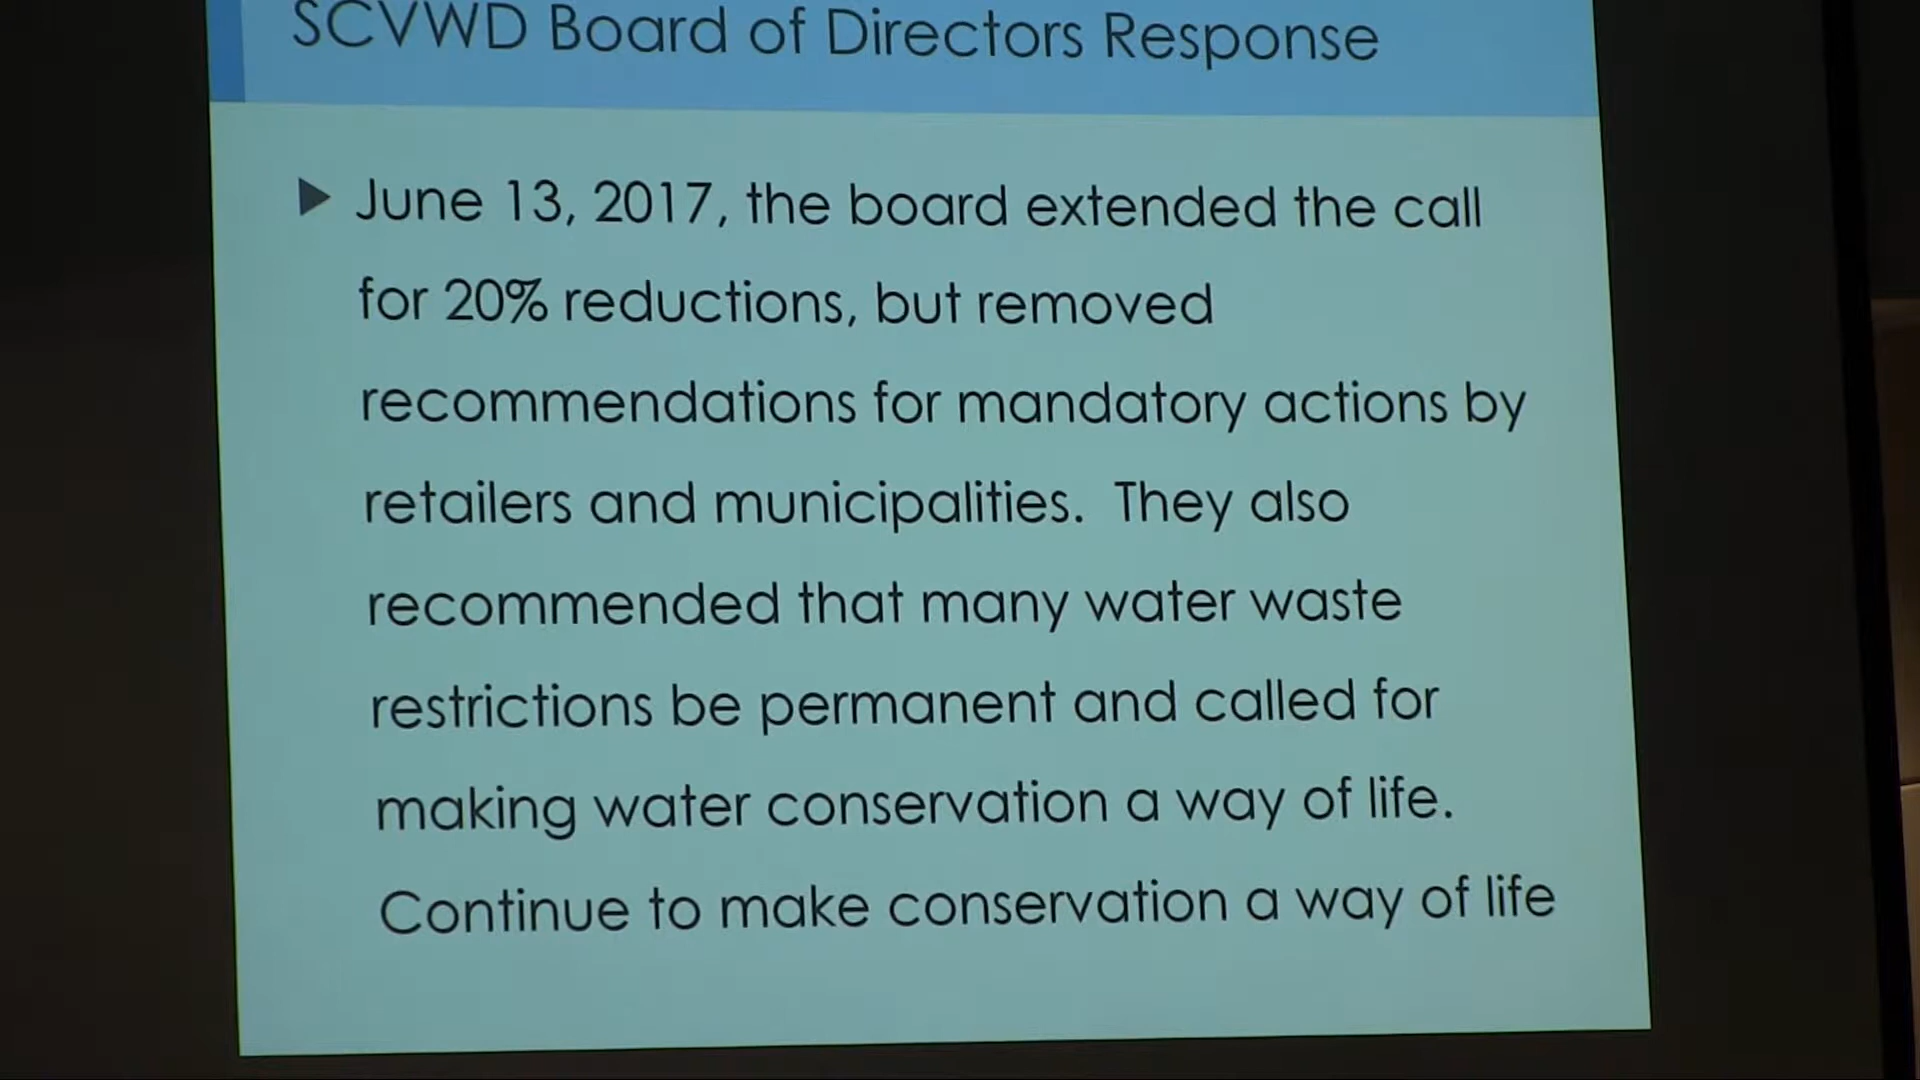 SCVWD Board of Directors Response
June 13, 2017, the board extended the call
for 20% reductions, but removed
recommendations for mandatory actions by
retailers and municipalities. They also
recommended that many water waste
restrictions be permanent and called for
making water conservation a way of life.
Continue to make conservation a way of life